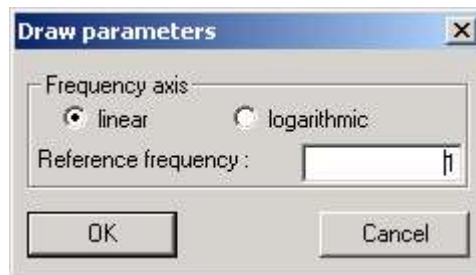 Draw parameters
Frequency axis
linear logarithmic
Reference frequency :
1
OK Cancel